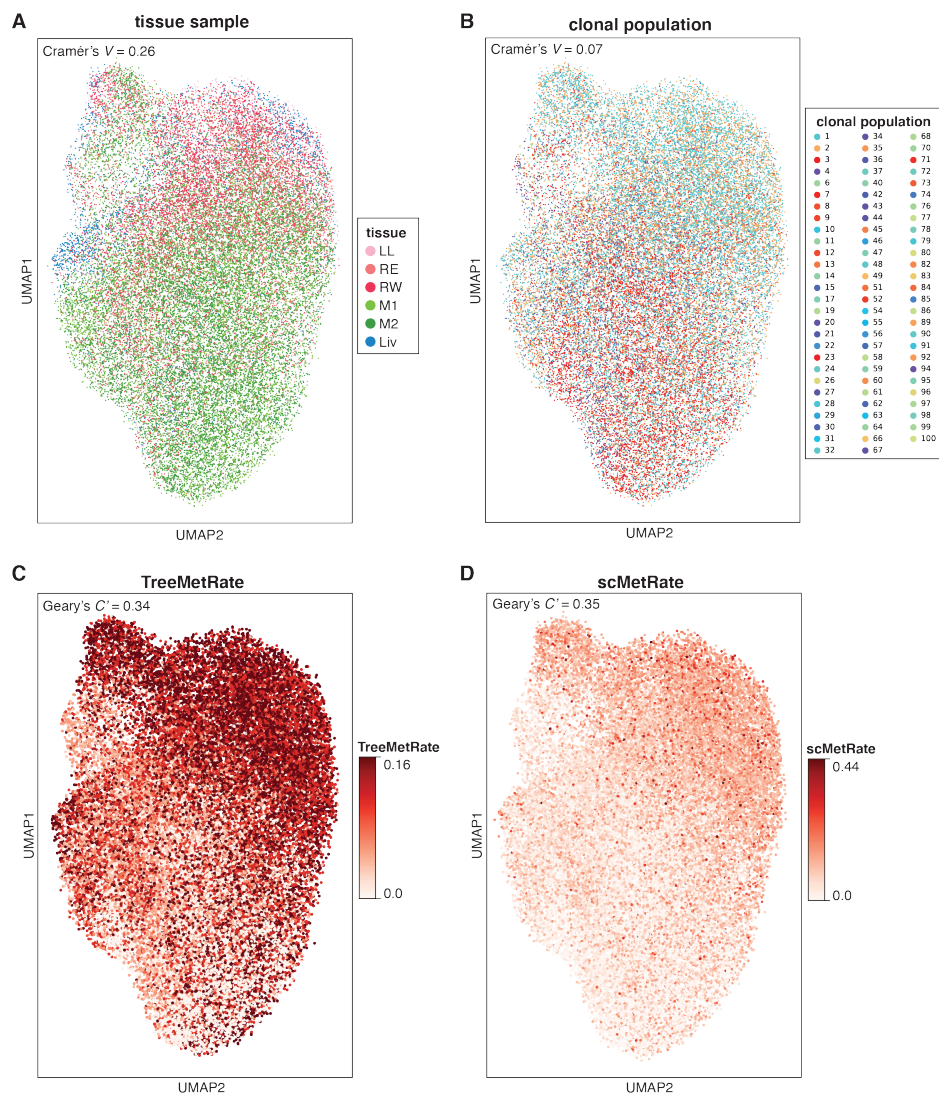 A
tissue sample
Cramér's V = 0.26
UMAP1
UMAP2
tissue
LL
RE
RW
M1
M2
Liv
B
clonal population
Cramér's V = 0.07
UMAP1
UMAP2
clonal population
1 34 68
2 35 70
3 36 71
4 37 72
6 40 73
7 42 74
8 43 76
9 44 77
10 45 78
11 46 79
12 47 80
13 48 82
14 49 83
15 51 84
17 52 85
19 54 86
20 55 89
21 56 90
22 57 91
23 58 92
24 59 94
26 60 95
27 61 96
28 62 97
29 63 98
30 64 99
31 66 100
32 67
C
TreeMetRate
Geary's C' = 0.34
UMAP1
UMAP2
TreeMetRate
0.16
0.0
D
scMetRate
Geary's C' = 0.35
UMAP1
UMAP2
scMetRate
0.44
0.0